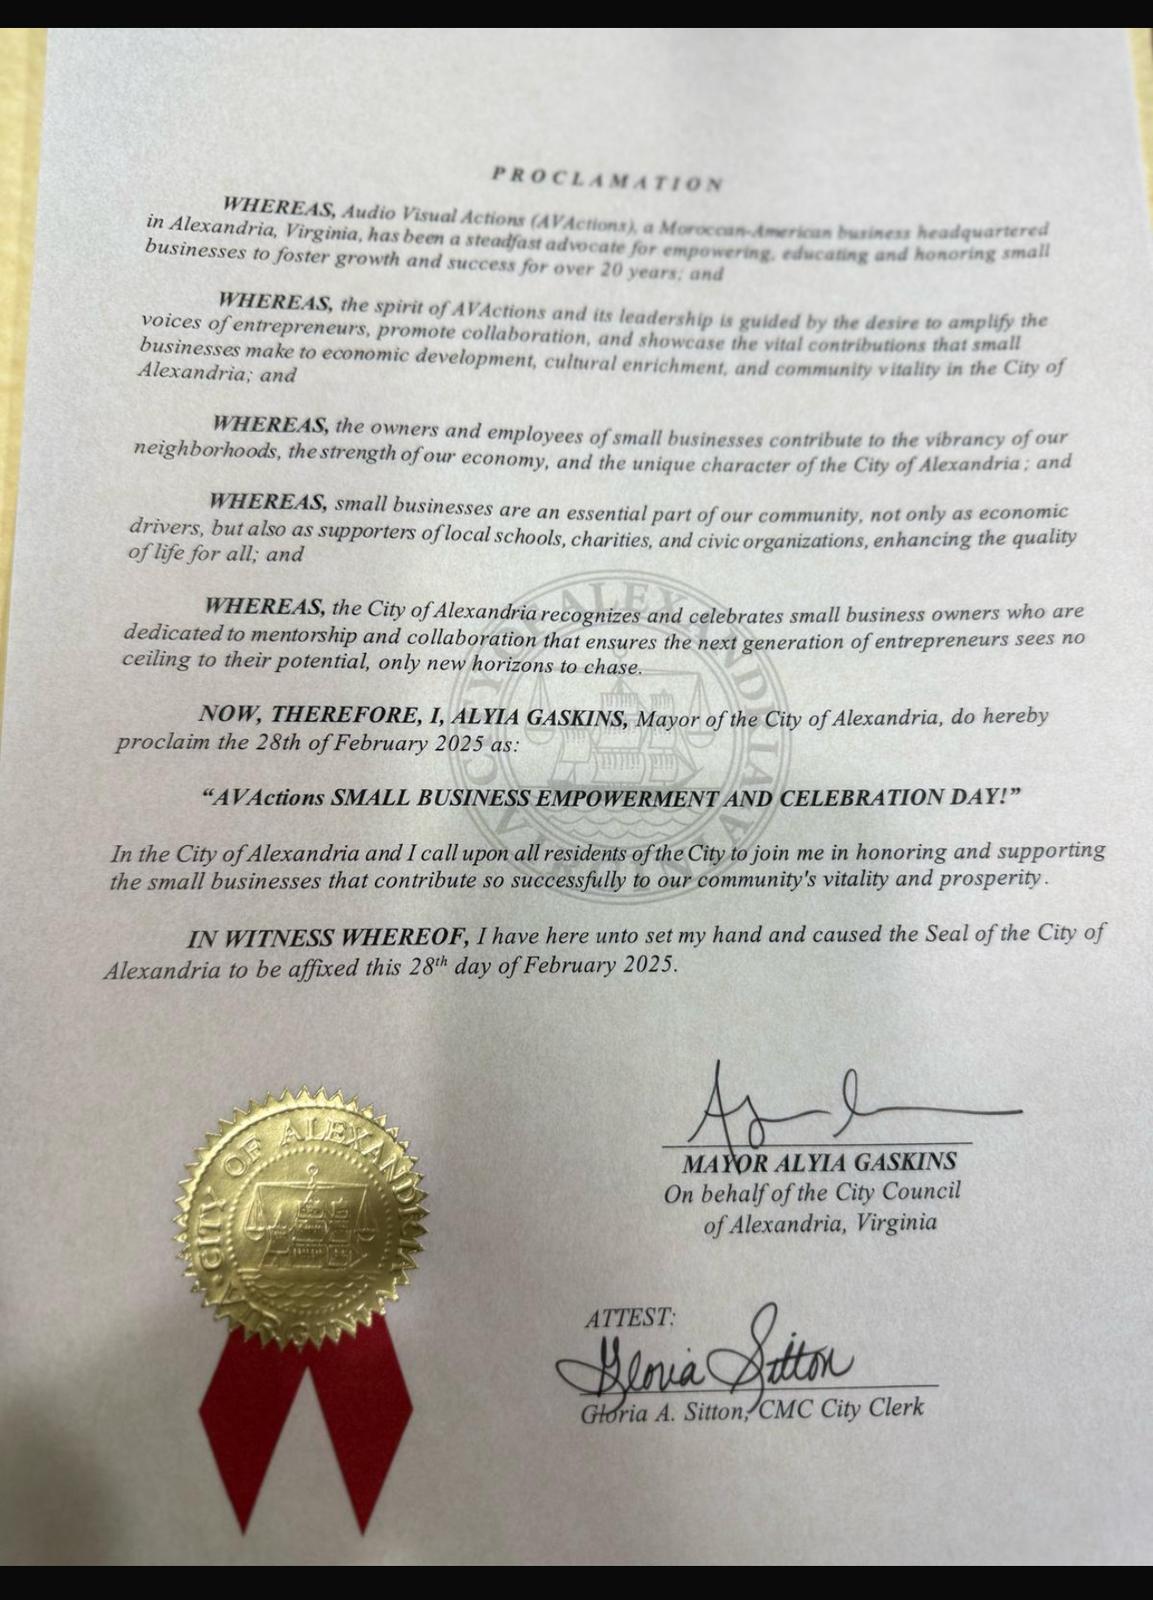 PROCLAMATION
WHEREAS, Audio Visual Actions (AVActions), a Moroccan-American business headquartered
in Alexandria, Virginia, has been a steadfast advocate for empowering, educating and honoring small
businesses to foster growth and success for over 20 years; and
WHEREAS, the spirit of AVActions and its leadership is guided by the desire to amplify the
voices of entrepreneurs, promote collaboration, and showcase the vital contributions that small
businesses make to economic development, cultural enrichment, and community vitality in the City of
Alexandria; and
WHEREAS, the owners and employees of small businesses contribute to the vibrancy of our
neighborhoods, the strength of our economy, and the unique character of the City of Alexandria; and
WHEREAS, small businesses are an essential part of our community, not only as economic
drivers, but also as supporters of local schools, charities, and civic organizations, enhancing the quality
of life for all; and
WHEREAS, the City of Alexandria recognizes and celebrates small business owners who are
dedicated to mentorship and collaboration that ensures the next generation of entrepreneurs sees no
ceiling to their potential, only new horizons to chase.
NOW, THEREFORE, I, ALYIA GASKINS, Mayor of the City of Alexandria, do hereby
proclaim the 28th of February 2025 as:
“AVActions SMALL BUSINESS EMPOWERMENT AND CELEBRATION DAY!”
In the City of Alexandria and I call upon all residents of the City to join me in honoring and supporting
the small businesses that contribute so successfully to our community's vitality and prosperity.
IN WITNESS WHEREOF, I have here unto set my hand and caused the Seal of the City of
Alexandria to be affixed this 28th day of February 2025.
MAYOR ALYIA GASKINS
On behalf of the City Council
of Alexandria, Virginia
ATTEST:
Gloria Sitton
Gloria A. Sitton, CMC City Clerk
CITY OF ALEXANDRIA